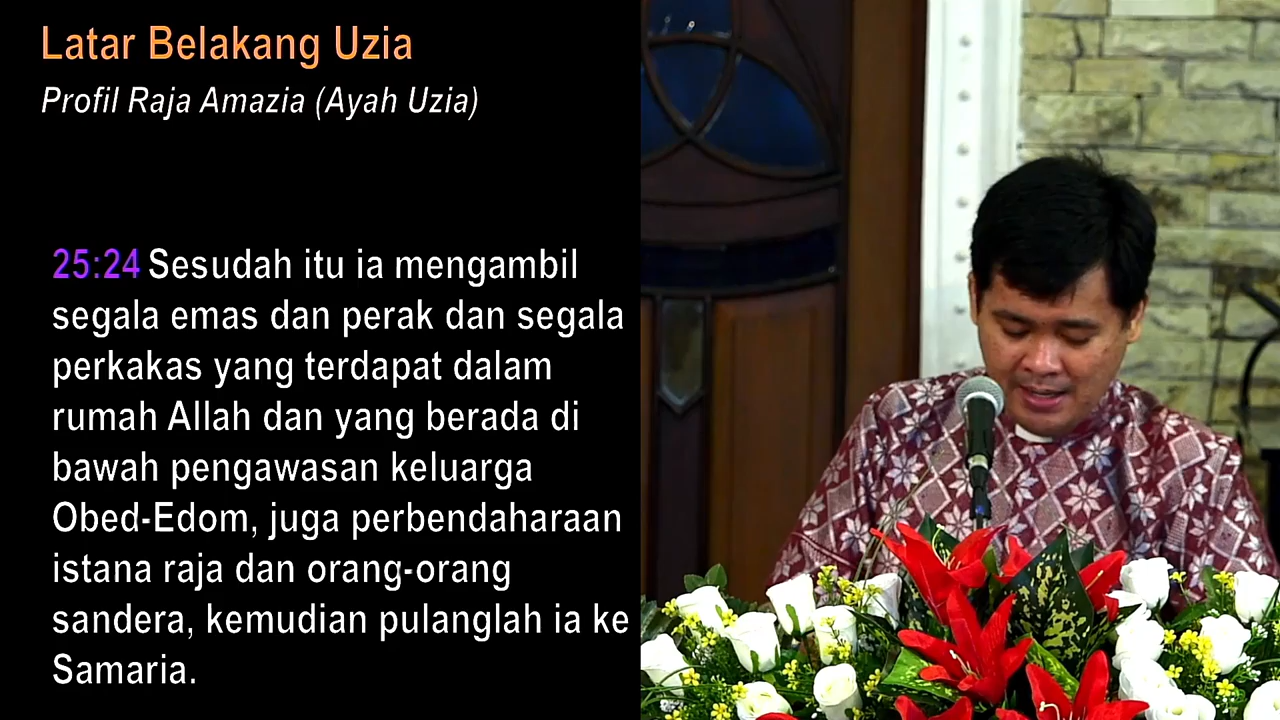 Latar Belakang Uzia
Profil Raja Amazia (Ayah Uzia)
25:24 Sesudah itu ia mengambil
segala emas dan perak dan segala
perkakas yang terdapat dalam
rumah Allah dan yang berada di
bawah pengawasan keluarga
Obed-Edom, juga perbendaharaan
istana raja dan orang-orang
sandera, kemudian pulanglah ia ke
Samaria.